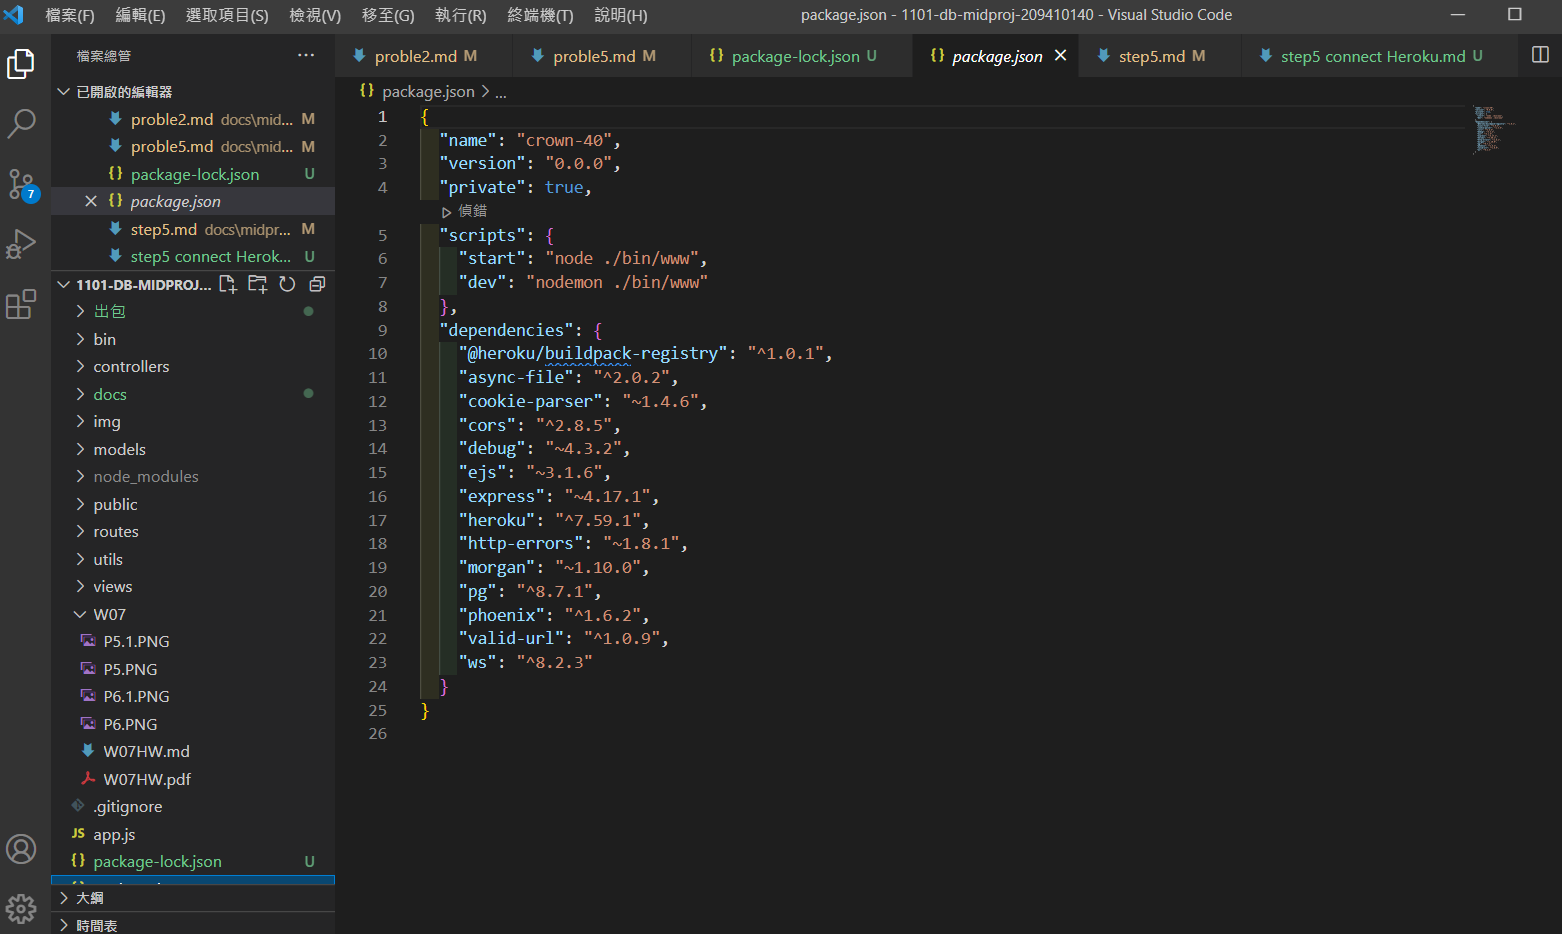 檔案(F) 編輯(E) 選取項目(S) 檢視(V) 移至(G) 執行(R) 終端機(T) 說明(H) package.json - 1101-db-midproj-209410140 - Visual Studio Code
檔案總管 ...
已開啟的編輯器
proble2.md docs\mid... M
proble5.md docs\mid... M
{} package-lock.json U
{} package.json
step5.md docs\midpr... M
step5 connect Herok... U
1101-DB-MIDPROJ...
出包
bin
controllers
docs
img
models
node_modules
public
routes
utils
views
W07
P5.1.PNG
P5.PNG
P6.1.PNG
P6.PNG
W07HW.md
W07HW.pdf
.gitignore
JS app.js
{} package-lock.json U
大綱
時間表
7
proble2.md M proble5.md M {} package-lock.json U {} package.json step5.md M step5 connect Heroku.md U
{} package.json > ...
1 {
2 "name": "crown-40",
3 "version": "0.0.0",
4 "private": true,
偵錯
5 "scripts": {
6 "start": "node ./bin/www",
7 "dev": "nodemon ./bin/www"
8 },
9 "dependencies": {
10 "@heroku/buildpack-registry": "^1.0.1",
11 "async-file": "^2.0.2",
12 "cookie-parser": "~1.4.6",
13 "cors": "^2.8.5",
14 "debug": "~4.3.2",
15 "ejs": "~3.1.6",
16 "express": "~4.17.1",
17 "heroku": "^7.59.1",
18 "http-errors": "~1.8.1",
19 "morgan": "~1.10.0",
20 "pg": "^8.7.1",
21 "phoenix": "^1.6.2",
22 "valid-url": "^1.0.9",
23 "ws": "^8.2.3"
24 }
25 }
26